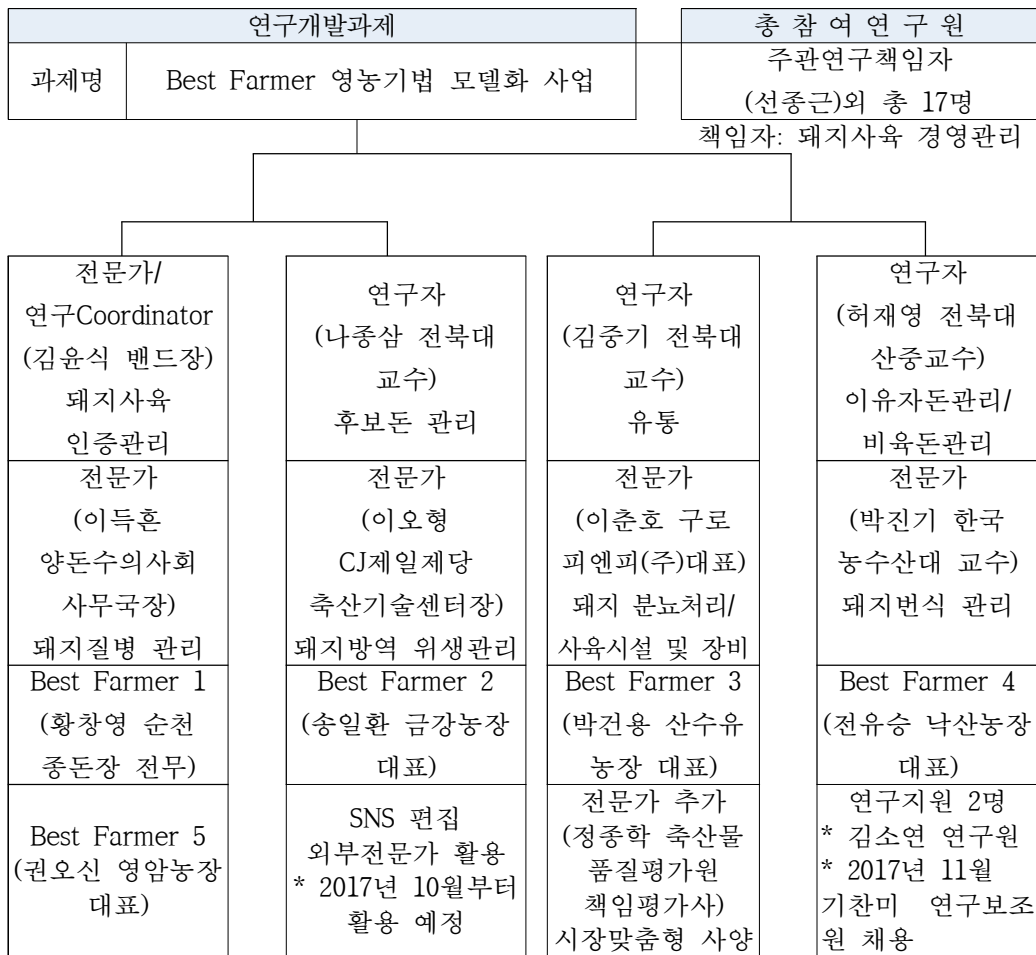 연구개발과제
총 참 여 연 구 원
과제명
Best Farmer 영농기법 모델화 사업
주관연구책임자
(선종근)외 총 17명
책임자: 돼지사육 경영관리
전문가/
연구Coordinator
(김윤식 밴드장)
돼지사육
인증관리
연구자
(나종삼 전북대
교수)
후보돈 관리
연구자
(김중기 전북대
교수)
유통
연구자
(허재영 전북대
산중교수)
이유자돈관리/
비육돈관리
전문가
(이득흔
양돈수의사회
사무국장)
돼지질병 관리
전문가
(이오형
CJ제일제당
축산기술센터장)
돼지방역 위생관리
전문가
(이춘호 구로
피엔피(주)대표)
돼지 분뇨처리/
사육시설 및 장비
전문가
(박진기 한국
농수산대 교수)
돼지번식 관리
Best Farmer 1
(황창영 순천
종돈장 전무)
Best Farmer 2
(송일환 금강농장
대표)
Best Farmer 3
(박건용 산수유
농장 대표)
Best Farmer 4
(전유승 낙산농장
대표)
Best Farmer 5
(권오신 영암농장
대표)
SNS 편집
외부전문가 활용
* 2017년 10월부터
활용 예정
전문가 추가
(정종학 축산물
품질평가원
책임평가사)
시장맞춤형 사양
연구지원 2명
* 김소연 연구원
* 2017년 11월
기찬미 연구보조
원 채용